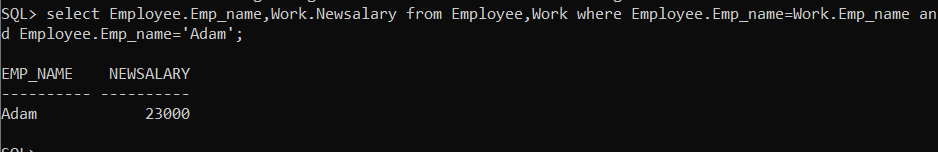 SQL> select Employee.Emp_name,Work.Newsalary from Employee,Work where Employee.Emp_name=Work.Emp_name an
d Employee.Emp_name='Adam';
EMP_NAME    NEWSALARY
---------- ----------
Adam            23000
SQL>